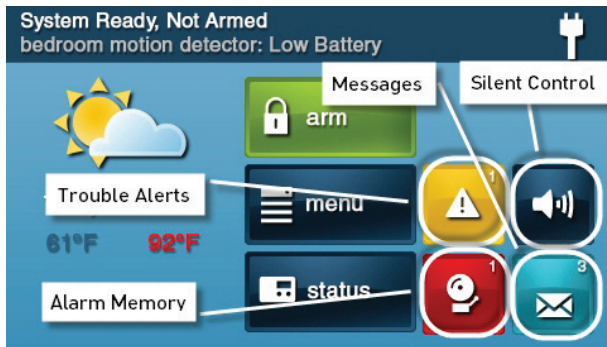 System Ready, Not Armed
bedroom motion detector: Low Battery
Messages
Silent Control
arm
Trouble Alerts
menu
1
61°F 92°F
Alarm Memory
status
1
3